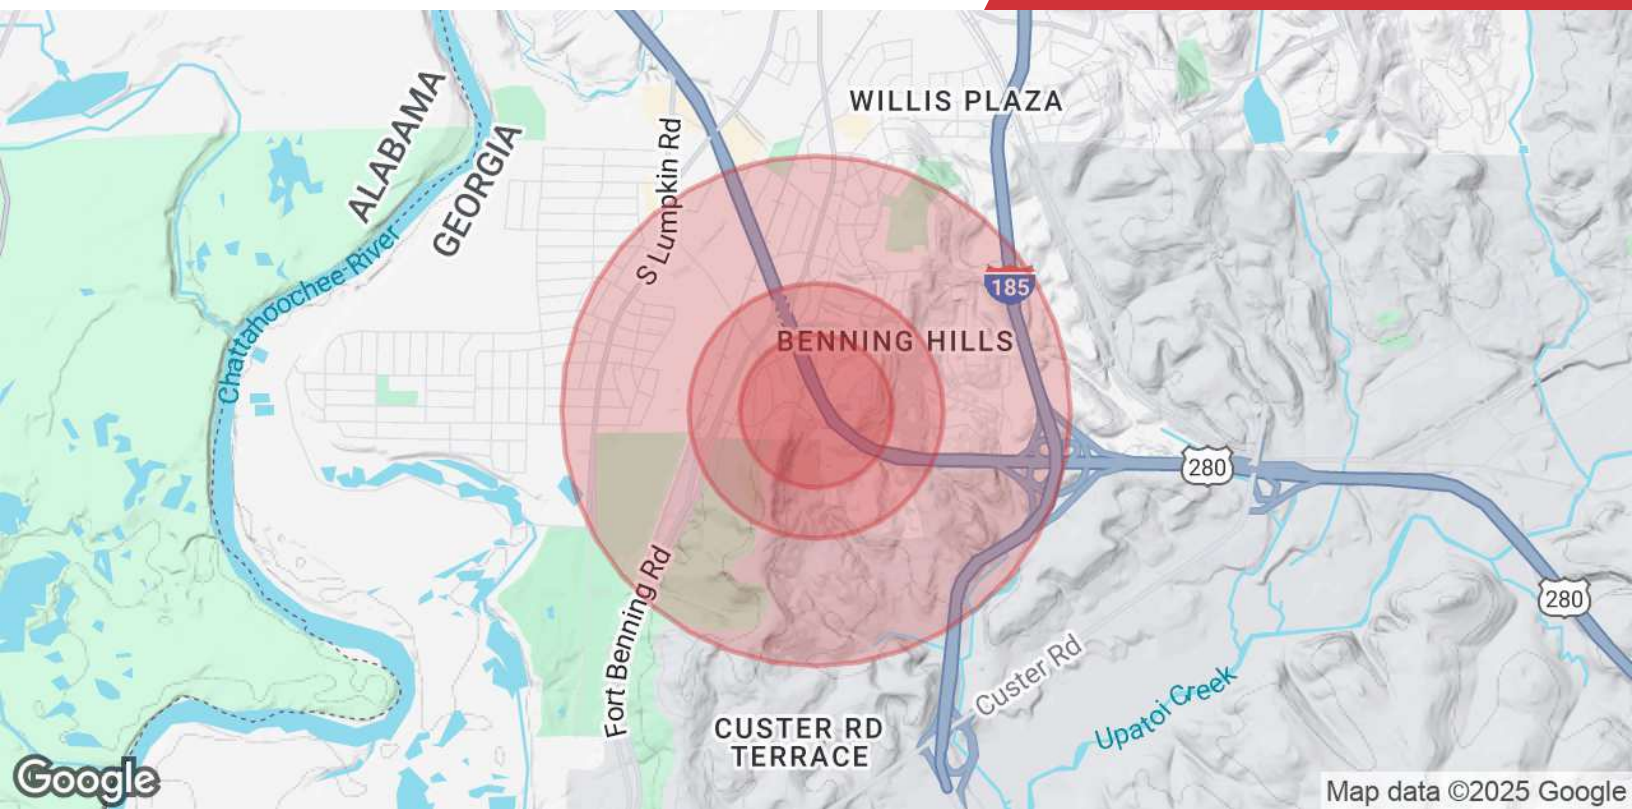 WILLIS PLAZA
ALABAMA
GEORGIA
S Lumpkin Rd
Chattahoochee River
185
BENNING HILLS
280
280
Fort Benning Rd
Custer Rd
Upatoi Creek
CUSTER RD
TERRACE
Google
Map data ©2025 Google